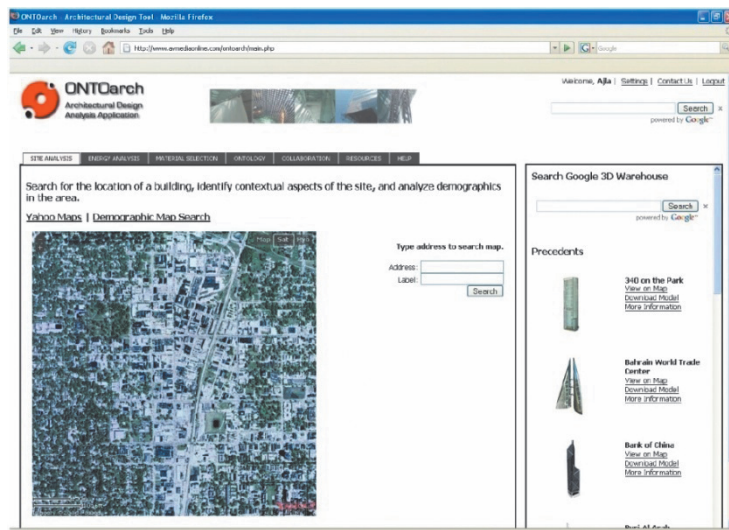 ONTOarch - Architectural Design Tool - Mozilla Firefox
File Edit View History Bookmarks Tools Help
http://www.avmediaonline.com/ontoarch/main.php
Google
ONTOarch
Architectural Design
Analysis Application
Welcome, Ajla | Settings | Contact Us | Logout
Search
powered by Google™
SITE ANALYSIS ENERGY ANALYSIS MATERIAL SELECTION ONTOLOGY COLLABORATION RESOURCES HELP
Search for the location of a building, identify contextual aspects of the site, and analyze demographics
in the area.
Yahoo Maps | Demographic Map Search
Map Sat Hyb
Type address to search map.
Address:
Label:
Search
Search Google 3D Warehouse
Search
powered by Google™
Precedents
340 on the Park
View on Map
Download Model
More Information
Bahrain World Trade
Center
View on Map
Download Model
More Information
Bank of China
View on Map
Download Model
More Information
Burj Al Arab